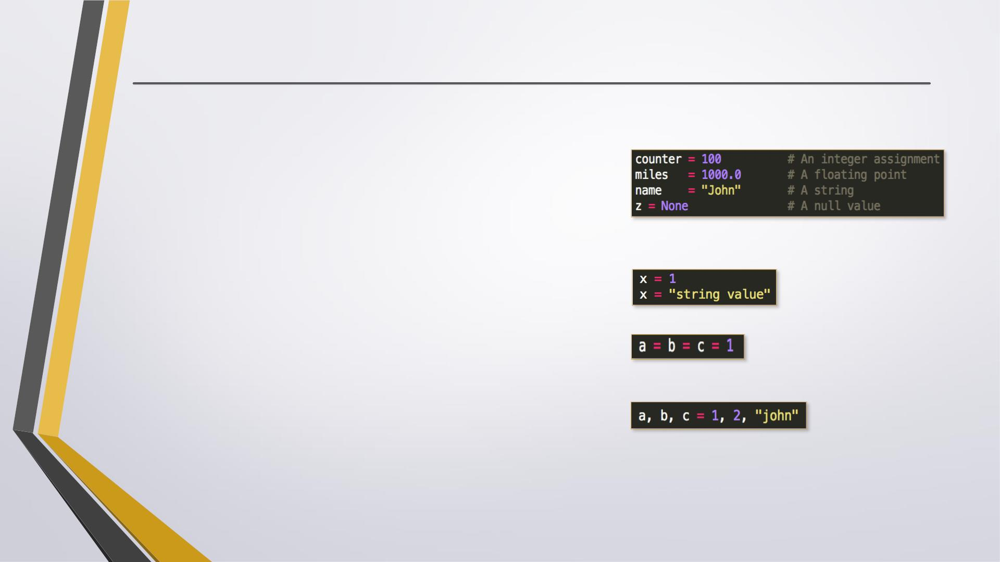 counter = 100          # An integer assignment
miles   = 1000.0       # A floating point
name    = "John"       # A string
z = None               # A null value
x = 1
x = "string value"
a = b = c = 1
a, b, c = 1, 2, "john"